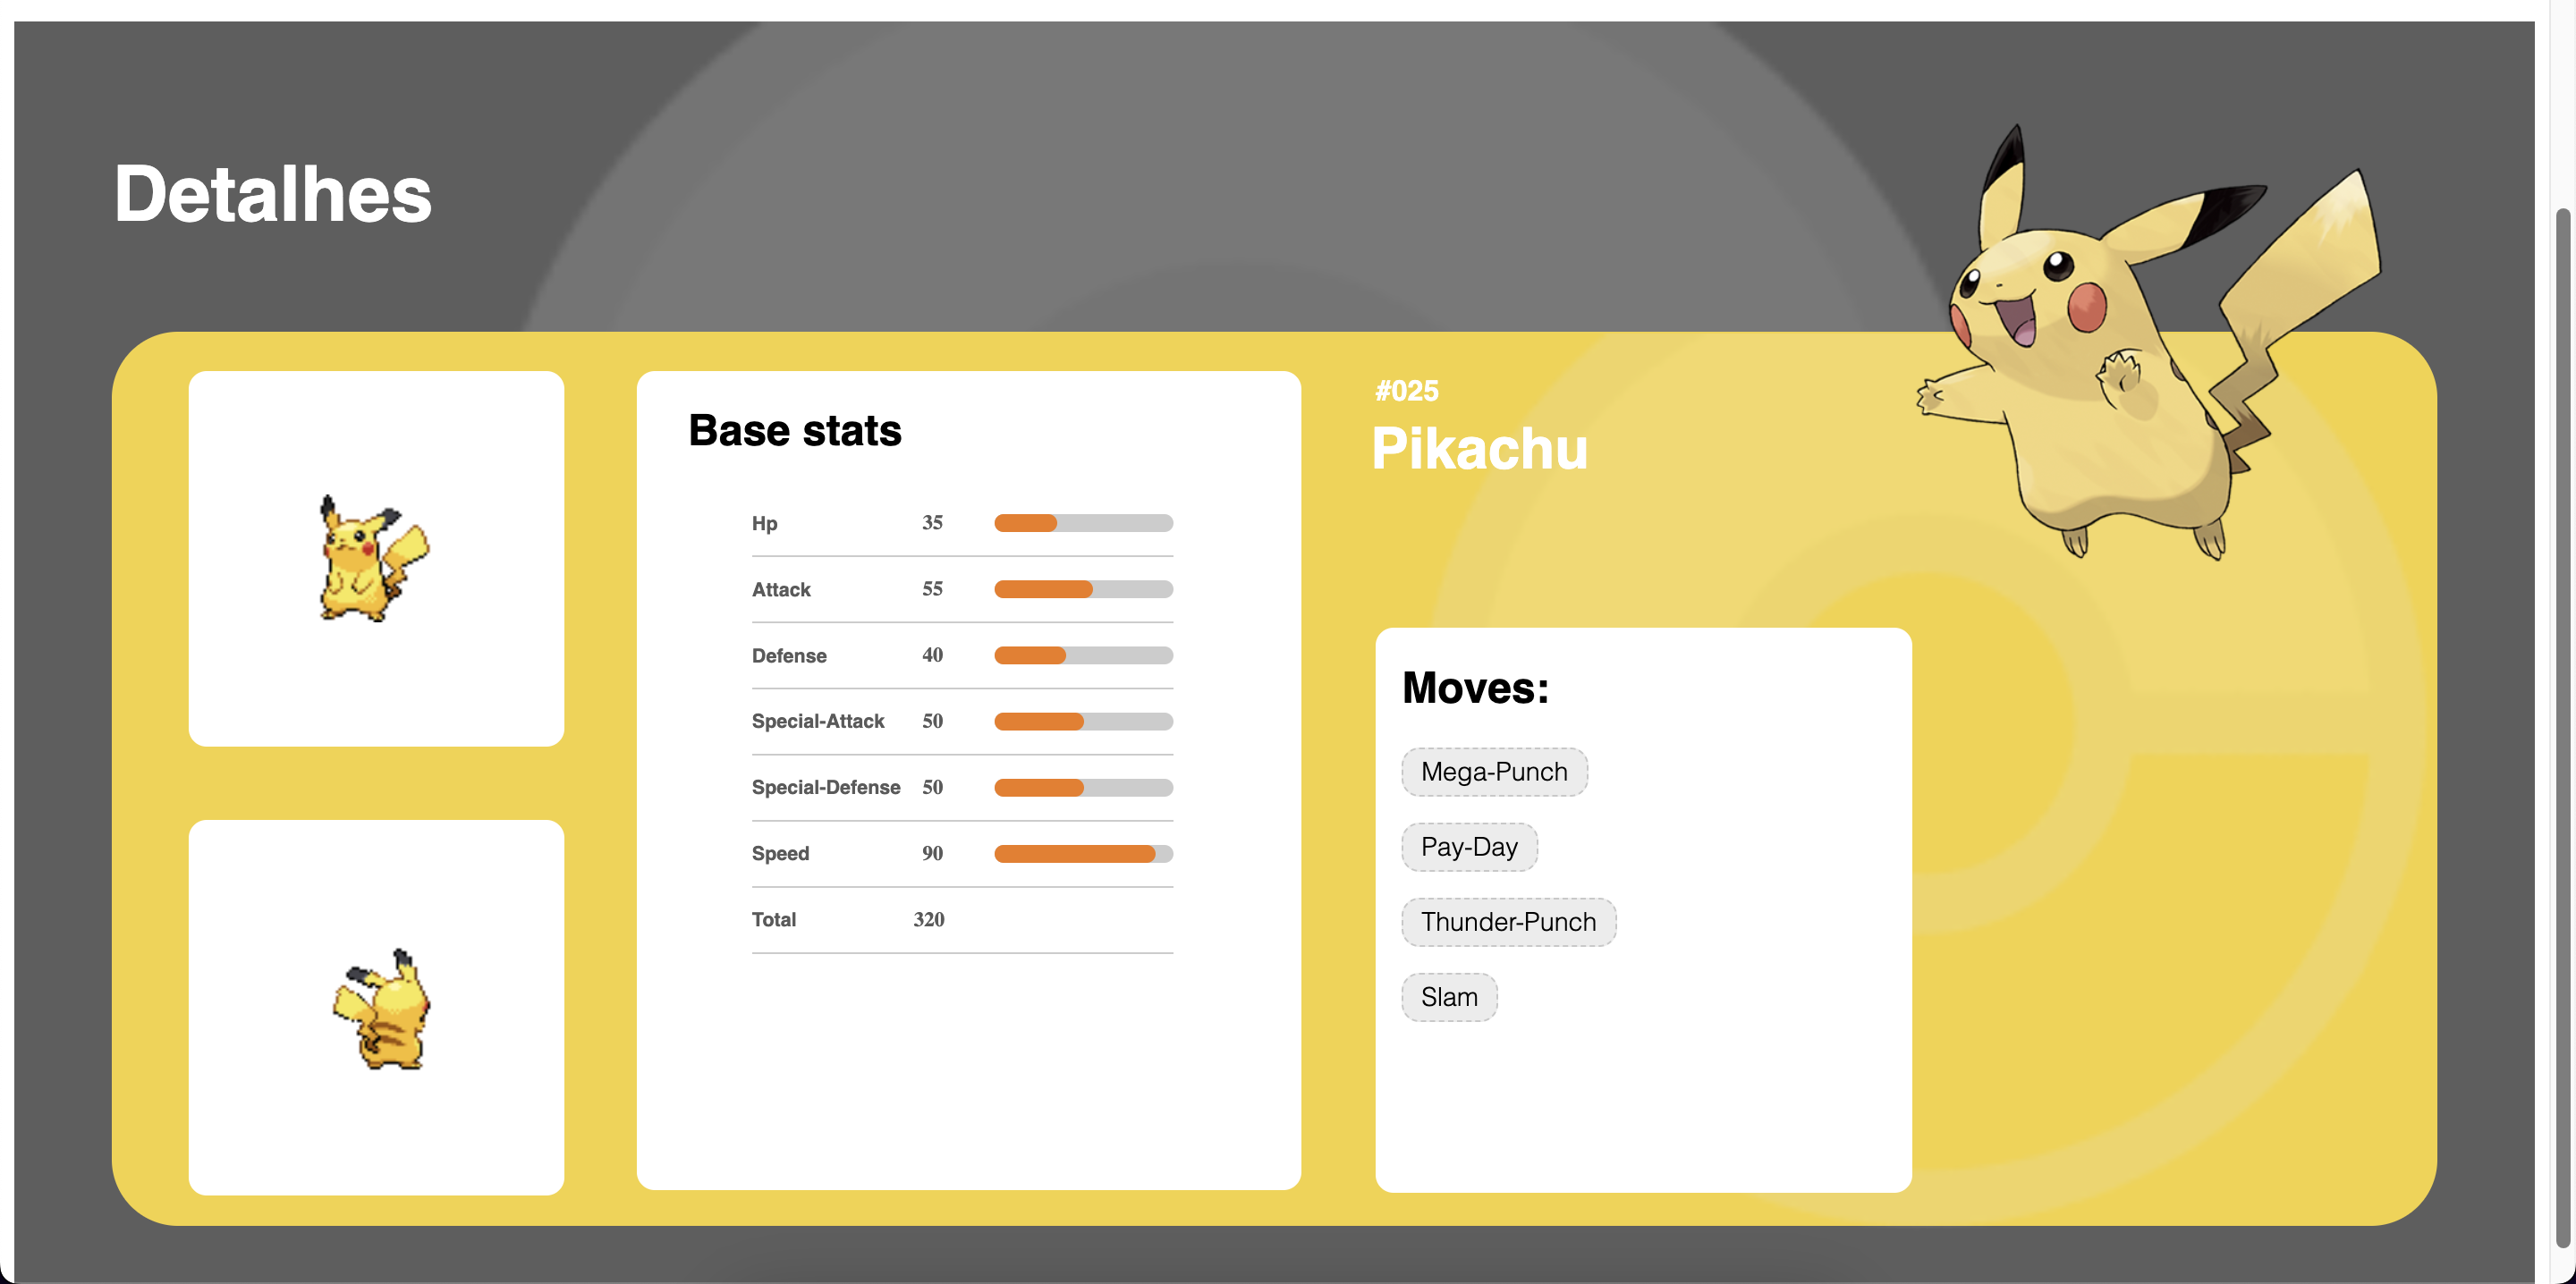 Detalhes
Base stats
Hp 35
Attack 55
Defense 40
Special-Attack 50
Special-Defense 50
Speed 90
Total 320
#025
Pikachu
Moves:
Mega-Punch
Pay-Day
Thunder-Punch
Slam